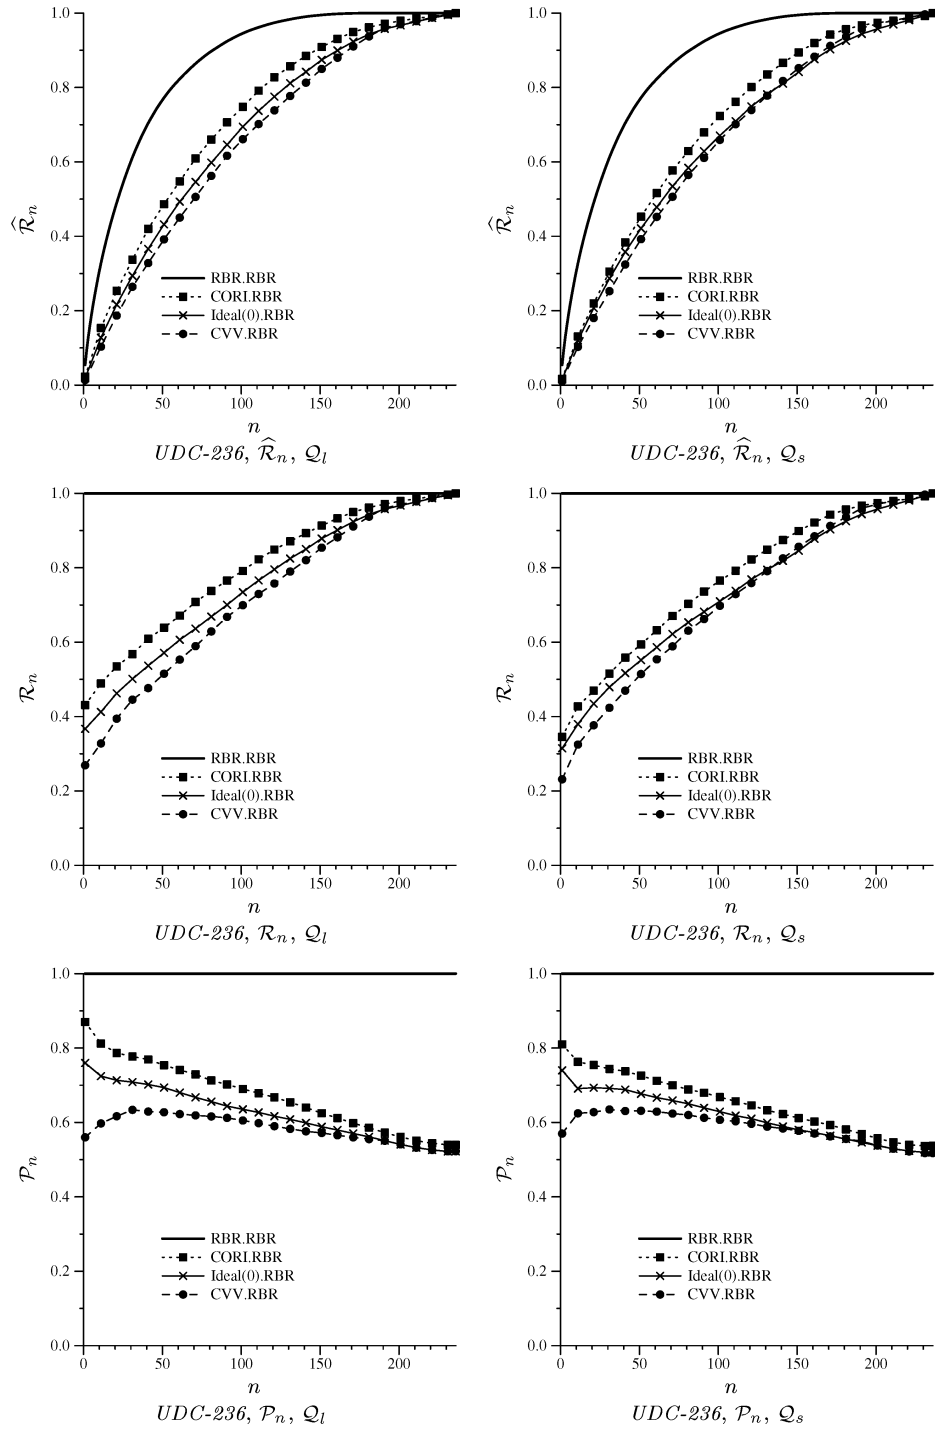 1.0
0.8
0.6
0.4
0.2
0.0
R̂n
RBR.RBR
CORI.RBR
Ideal(0).RBR
CVV.RBR
0 50 100 150 200
n
UDC-236, R̂n, Ql
1.0
0.8
0.6
0.4
0.2
0.0
R̂n
RBR.RBR
CORI.RBR
Ideal(0).RBR
CVV.RBR
0 50 100 150 200
n
UDC-236, R̂n, Qs
1.0
0.8
0.6
0.4
0.2
0.0
Rn
RBR.RBR
CORI.RBR
Ideal(0).RBR
CVV.RBR
0 50 100 150 200
n
UDC-236, Rn, Ql
1.0
0.8
0.6
0.4
0.2
0.0
Rn
RBR.RBR
CORI.RBR
Ideal(0).RBR
CVV.RBR
0 50 100 150 200
n
UDC-236, Rn, Qs
1.0
0.8
0.6
0.4
0.2
0.0
Pn
RBR.RBR
CORI.RBR
Ideal(0).RBR
CVV.RBR
0 50 100 150 200
n
UDC-236, Pn, Ql
1.0
0.8
0.6
0.4
0.2
0.0
Pn
RBR.RBR
CORI.RBR
Ideal(0).RBR
CVV.RBR
0 50 100 150 200
n
UDC-236, Pn, Qs